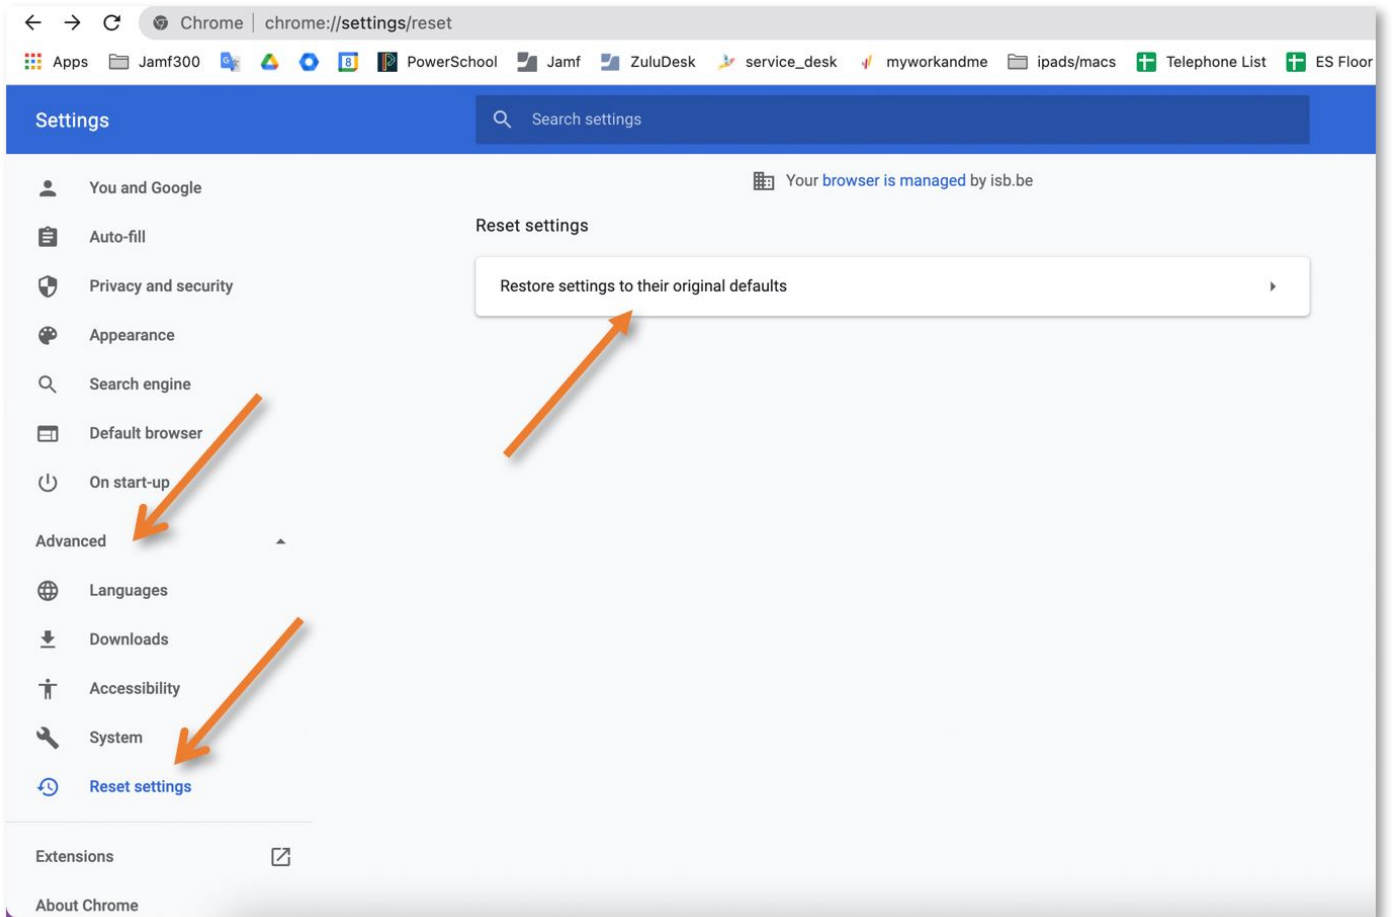 Chrome | chrome://settings/reset
Apps Jamf300 8 PowerSchool Jamf ZuluDesk service_desk myworkandme ipads/macs Telephone List ES Floor
Settings
Search settings
You and Google
Your browser is managed by isb.be
Reset settings
Auto-fill
Restore settings to their original defaults
Privacy and security
Appearance
Search engine
Default browser
On start-up
Advanced
Languages
Downloads
Accessibility
System
Reset settings
Extensions
About Chrome